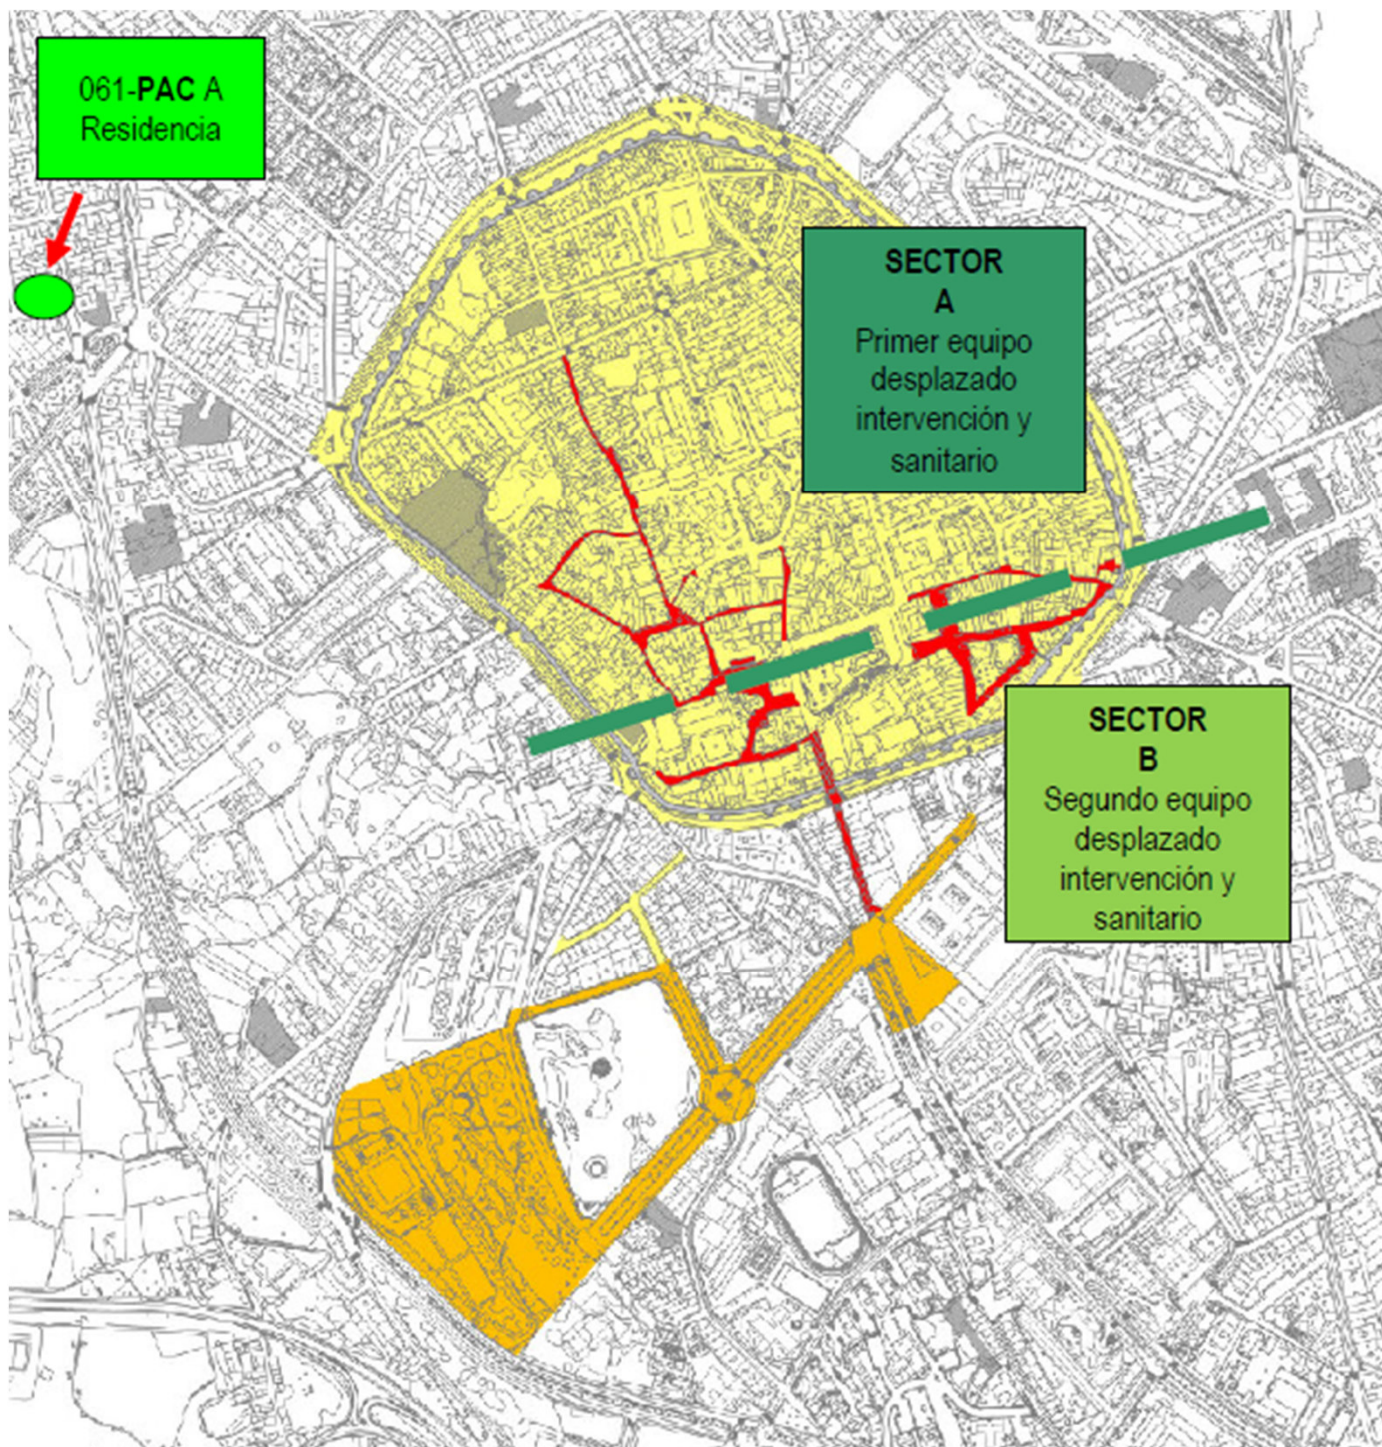 061-PAC A
Residencia
SECTOR
A
Primer equipo
desplazado
intervención y
sanitario
SECTOR
B
Segundo equipo
desplazado
intervención y
sanitario